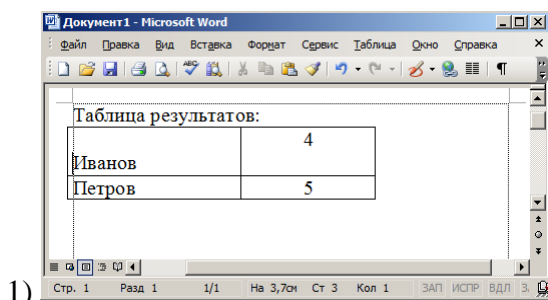 Документ1 - Microsoft Word
Файл Правка Вид Вставка Формат Сервис Таблица Окно Справка
Таблица результатов:
4
Иванов
Петров 5
1)
Стр. 1 Разд 1 1/1 На 3,7см Ст 3 Кол 1 ЗАП ИСПР ВДЛ